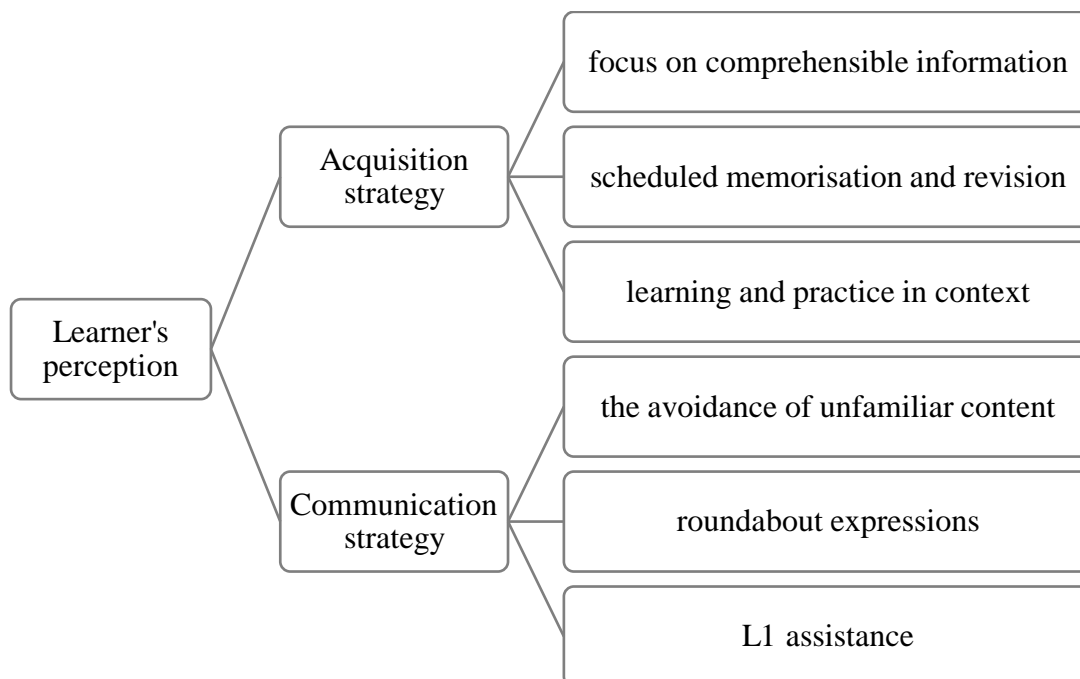 Learner's
perception
Acquisition
strategy
focus on comprehensible information
scheduled memorisation and revision
learning and practice in context
Communication
strategy
the avoidance of unfamiliar content
roundabout expressions
L1 assistance